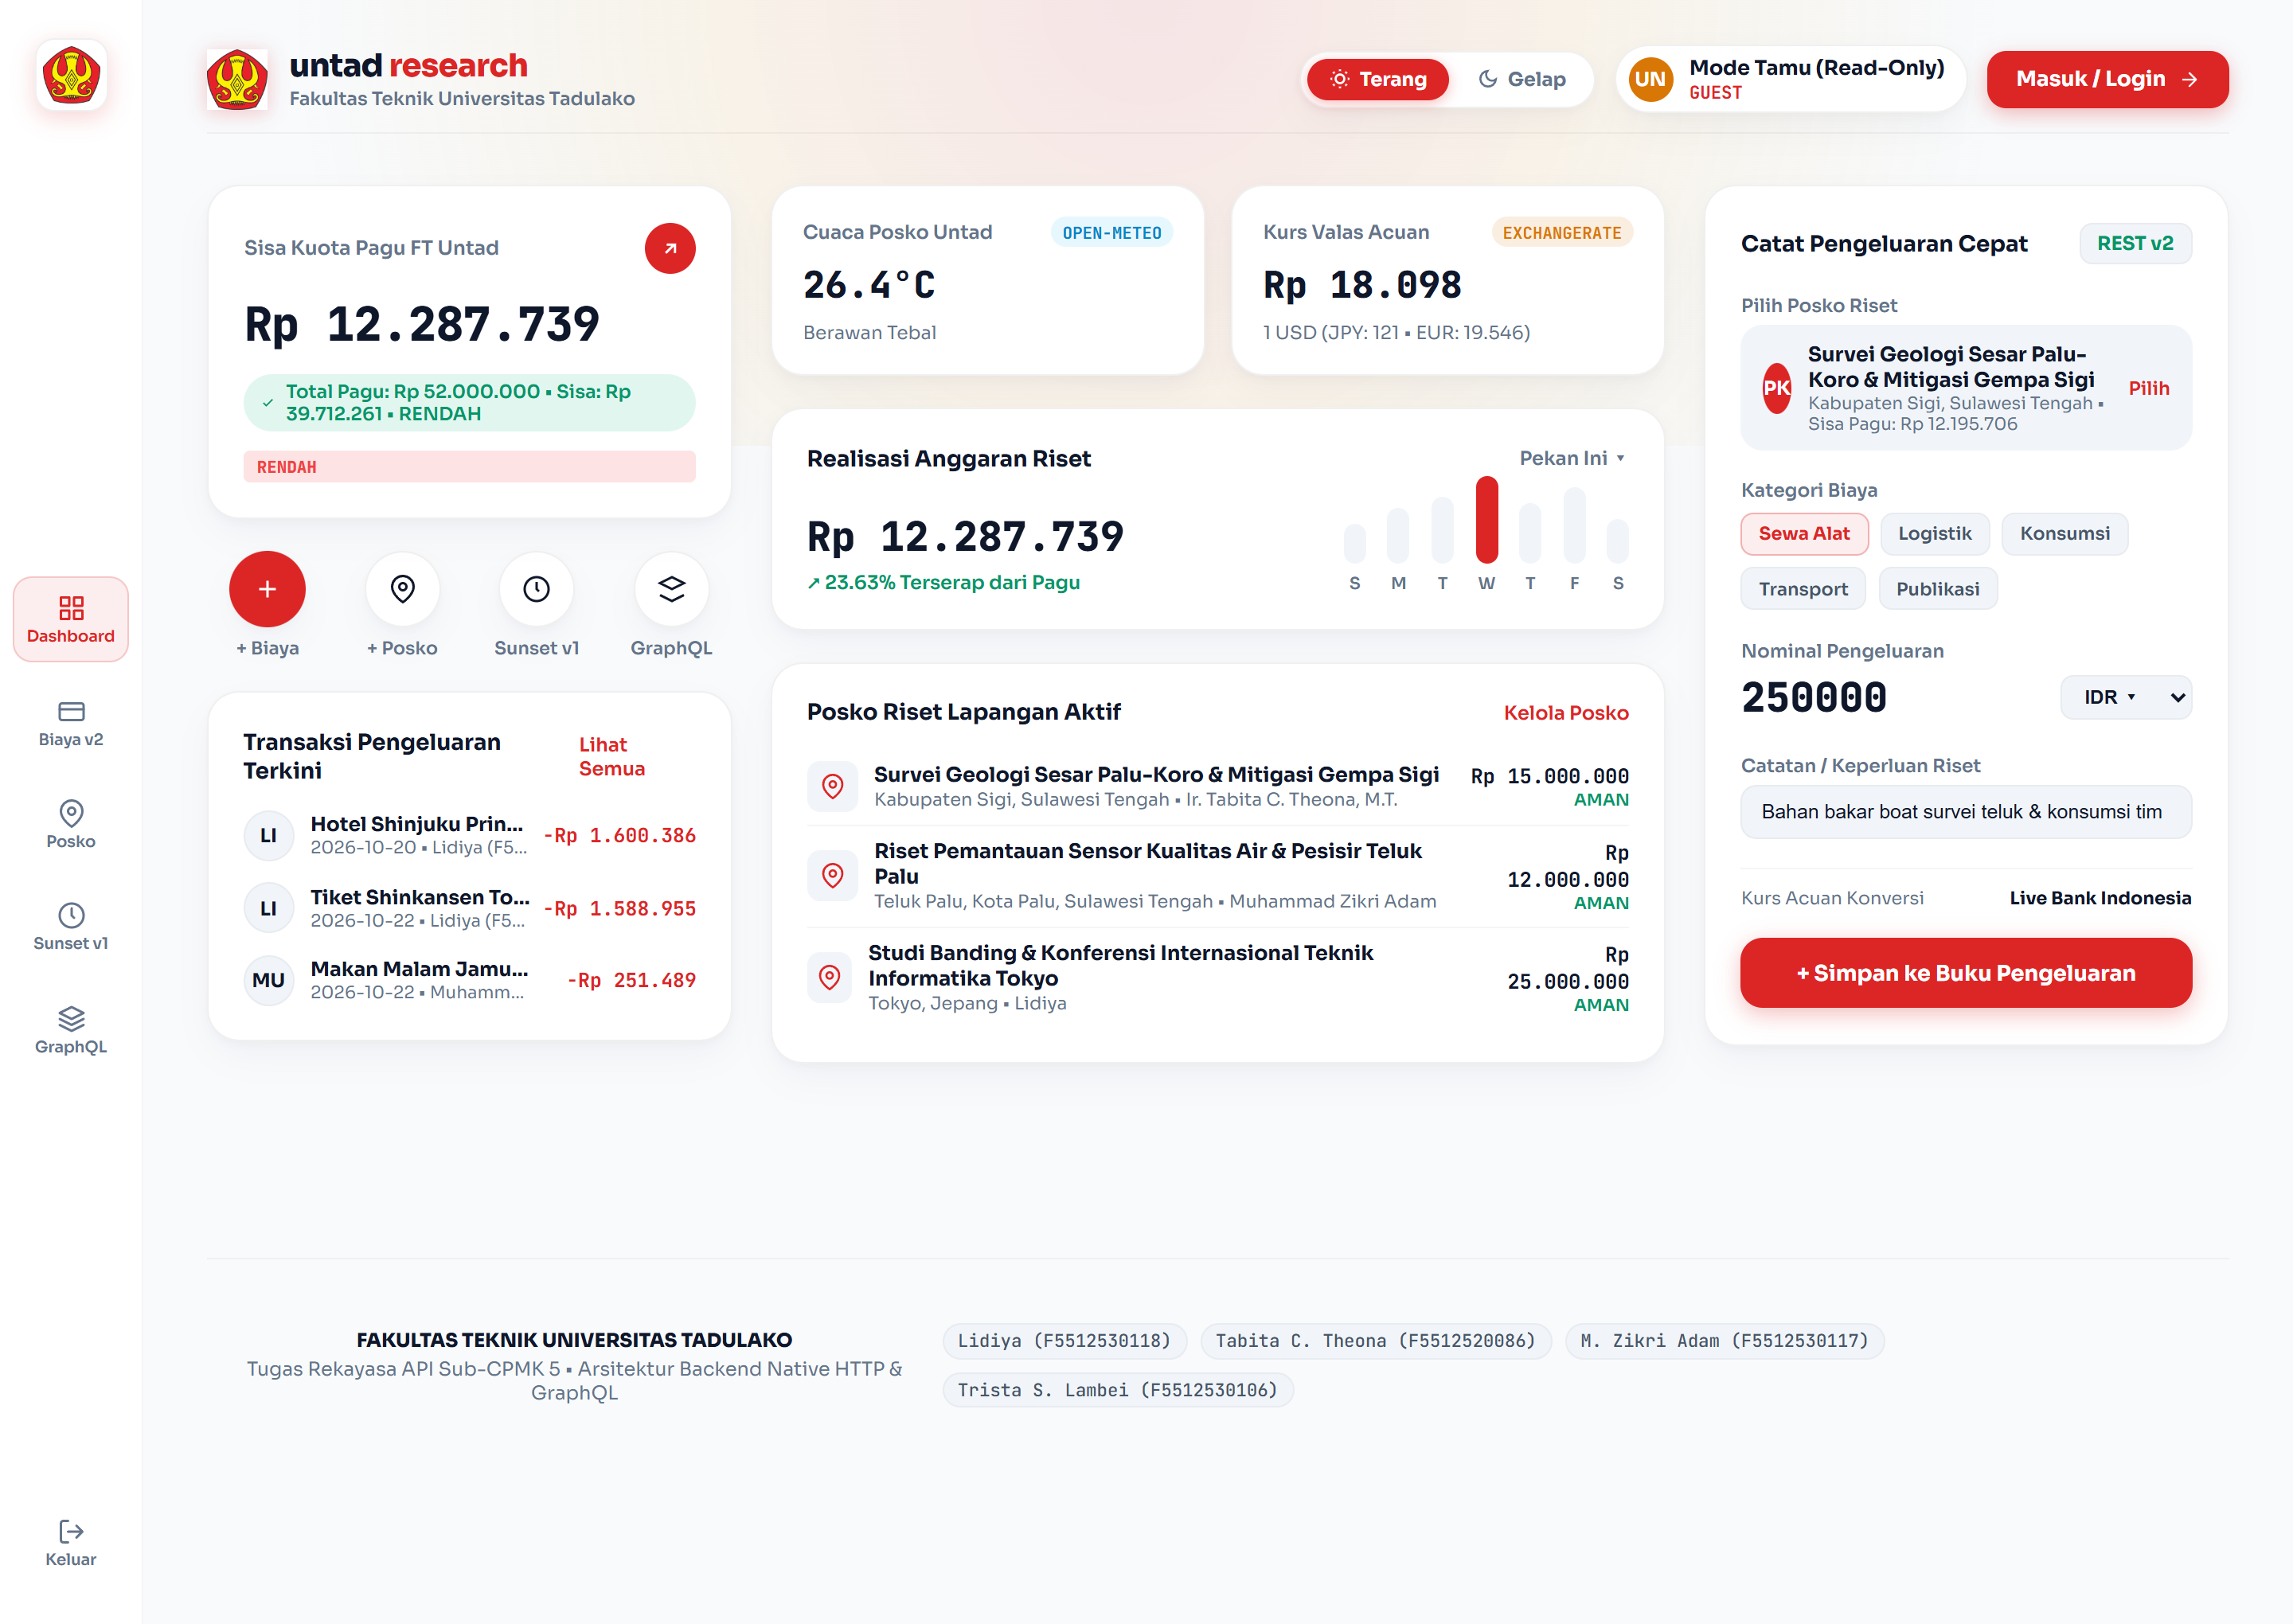 untad research
Fakultas Teknik Universitas Tadulako
Terang
Gelap
UN
Mode Tamu (Read-Only)
GUEST
Masuk / Login →
Dashboard
Biaya v2
Posko
Sunset v1
GraphQL
Keluar
Sisa Kuota Pagu FT Untad
Rp 12.287.739
Total Pagu: Rp 52.000.000 • Sisa: Rp
39.712.261 • RENDAH
RENDAH
+ Biaya
+ Posko
Sunset v1
GraphQL
Transaksi Pengeluaran
Terkini
Lihat
Semua
LI
Hotel Shinjuku Prin...
2026-10-20 • Lidiya (F5...
-Rp 1.600.386
LI
Tiket Shinkansen To...
2026-10-22 • Lidiya (F5...
-Rp 1.588.955
MU
Makan Malam Jamu...
2026-10-22 • Muhamm...
-Rp 251.489
Cuaca Posko Untad
OPEN-METEO
26.4°C
Berawan Tebal
Kurs Valas Acuan
EXCHANGERATE
Rp 18.098
1 USD (JPY: 121 • EUR: 19.546)
Realisasi Anggaran Riset
Pekan Ini ▾
Rp 12.287.739
↗ 23.63% Terserap dari Pagu
S M T W T F S
Posko Riset Lapangan Aktif
Kelola Posko
Survei Geologi Sesar Palu-Koro & Mitigasi Gempa Sigi
Kabupaten Sigi, Sulawesi Tengah • Ir. Tabita C. Theona, M.T.
Rp 15.000.000
AMAN
Riset Pemantauan Sensor Kualitas Air & Pesisir Teluk
Palu
Teluk Palu, Kota Palu, Sulawesi Tengah • Muhammad Zikri Adam
Rp
12.000.000
AMAN
Studi Banding & Konferensi Internasional Teknik
Informatika Tokyo
Tokyo, Jepang • Lidiya
Rp
25.000.000
AMAN
Catat Pengeluaran Cepat
REST v2
Pilih Posko Riset
PK
Survei Geologi Sesar Palu-
Koro & Mitigasi Gempa Sigi
Kabupaten Sigi, Sulawesi Tengah •
Sisa Pagu: Rp 12.195.706
Pilih
Kategori Biaya
Sewa Alat
Logistik
Konsumsi
Transport
Publikasi
Nominal Pengeluaran
250000
IDR ▾
Catatan / Keperluan Riset
Bahan bakar boat survei teluk & konsumsi tim
Kurs Acuan Konversi
Live Bank Indonesia
+ Simpan ke Buku Pengeluaran
FAKULTAS TEKNIK UNIVERSITAS TADULAKO
Tugas Rekayasa API Sub-CPMK 5 • Arsitektur Backend Native HTTP &
GraphQL
Lidiya (F5512530118)
Tabita C. Theona (F5512520086)
M. Zikri Adam (F5512530117)
Trista S. Lambei (F5512530106)